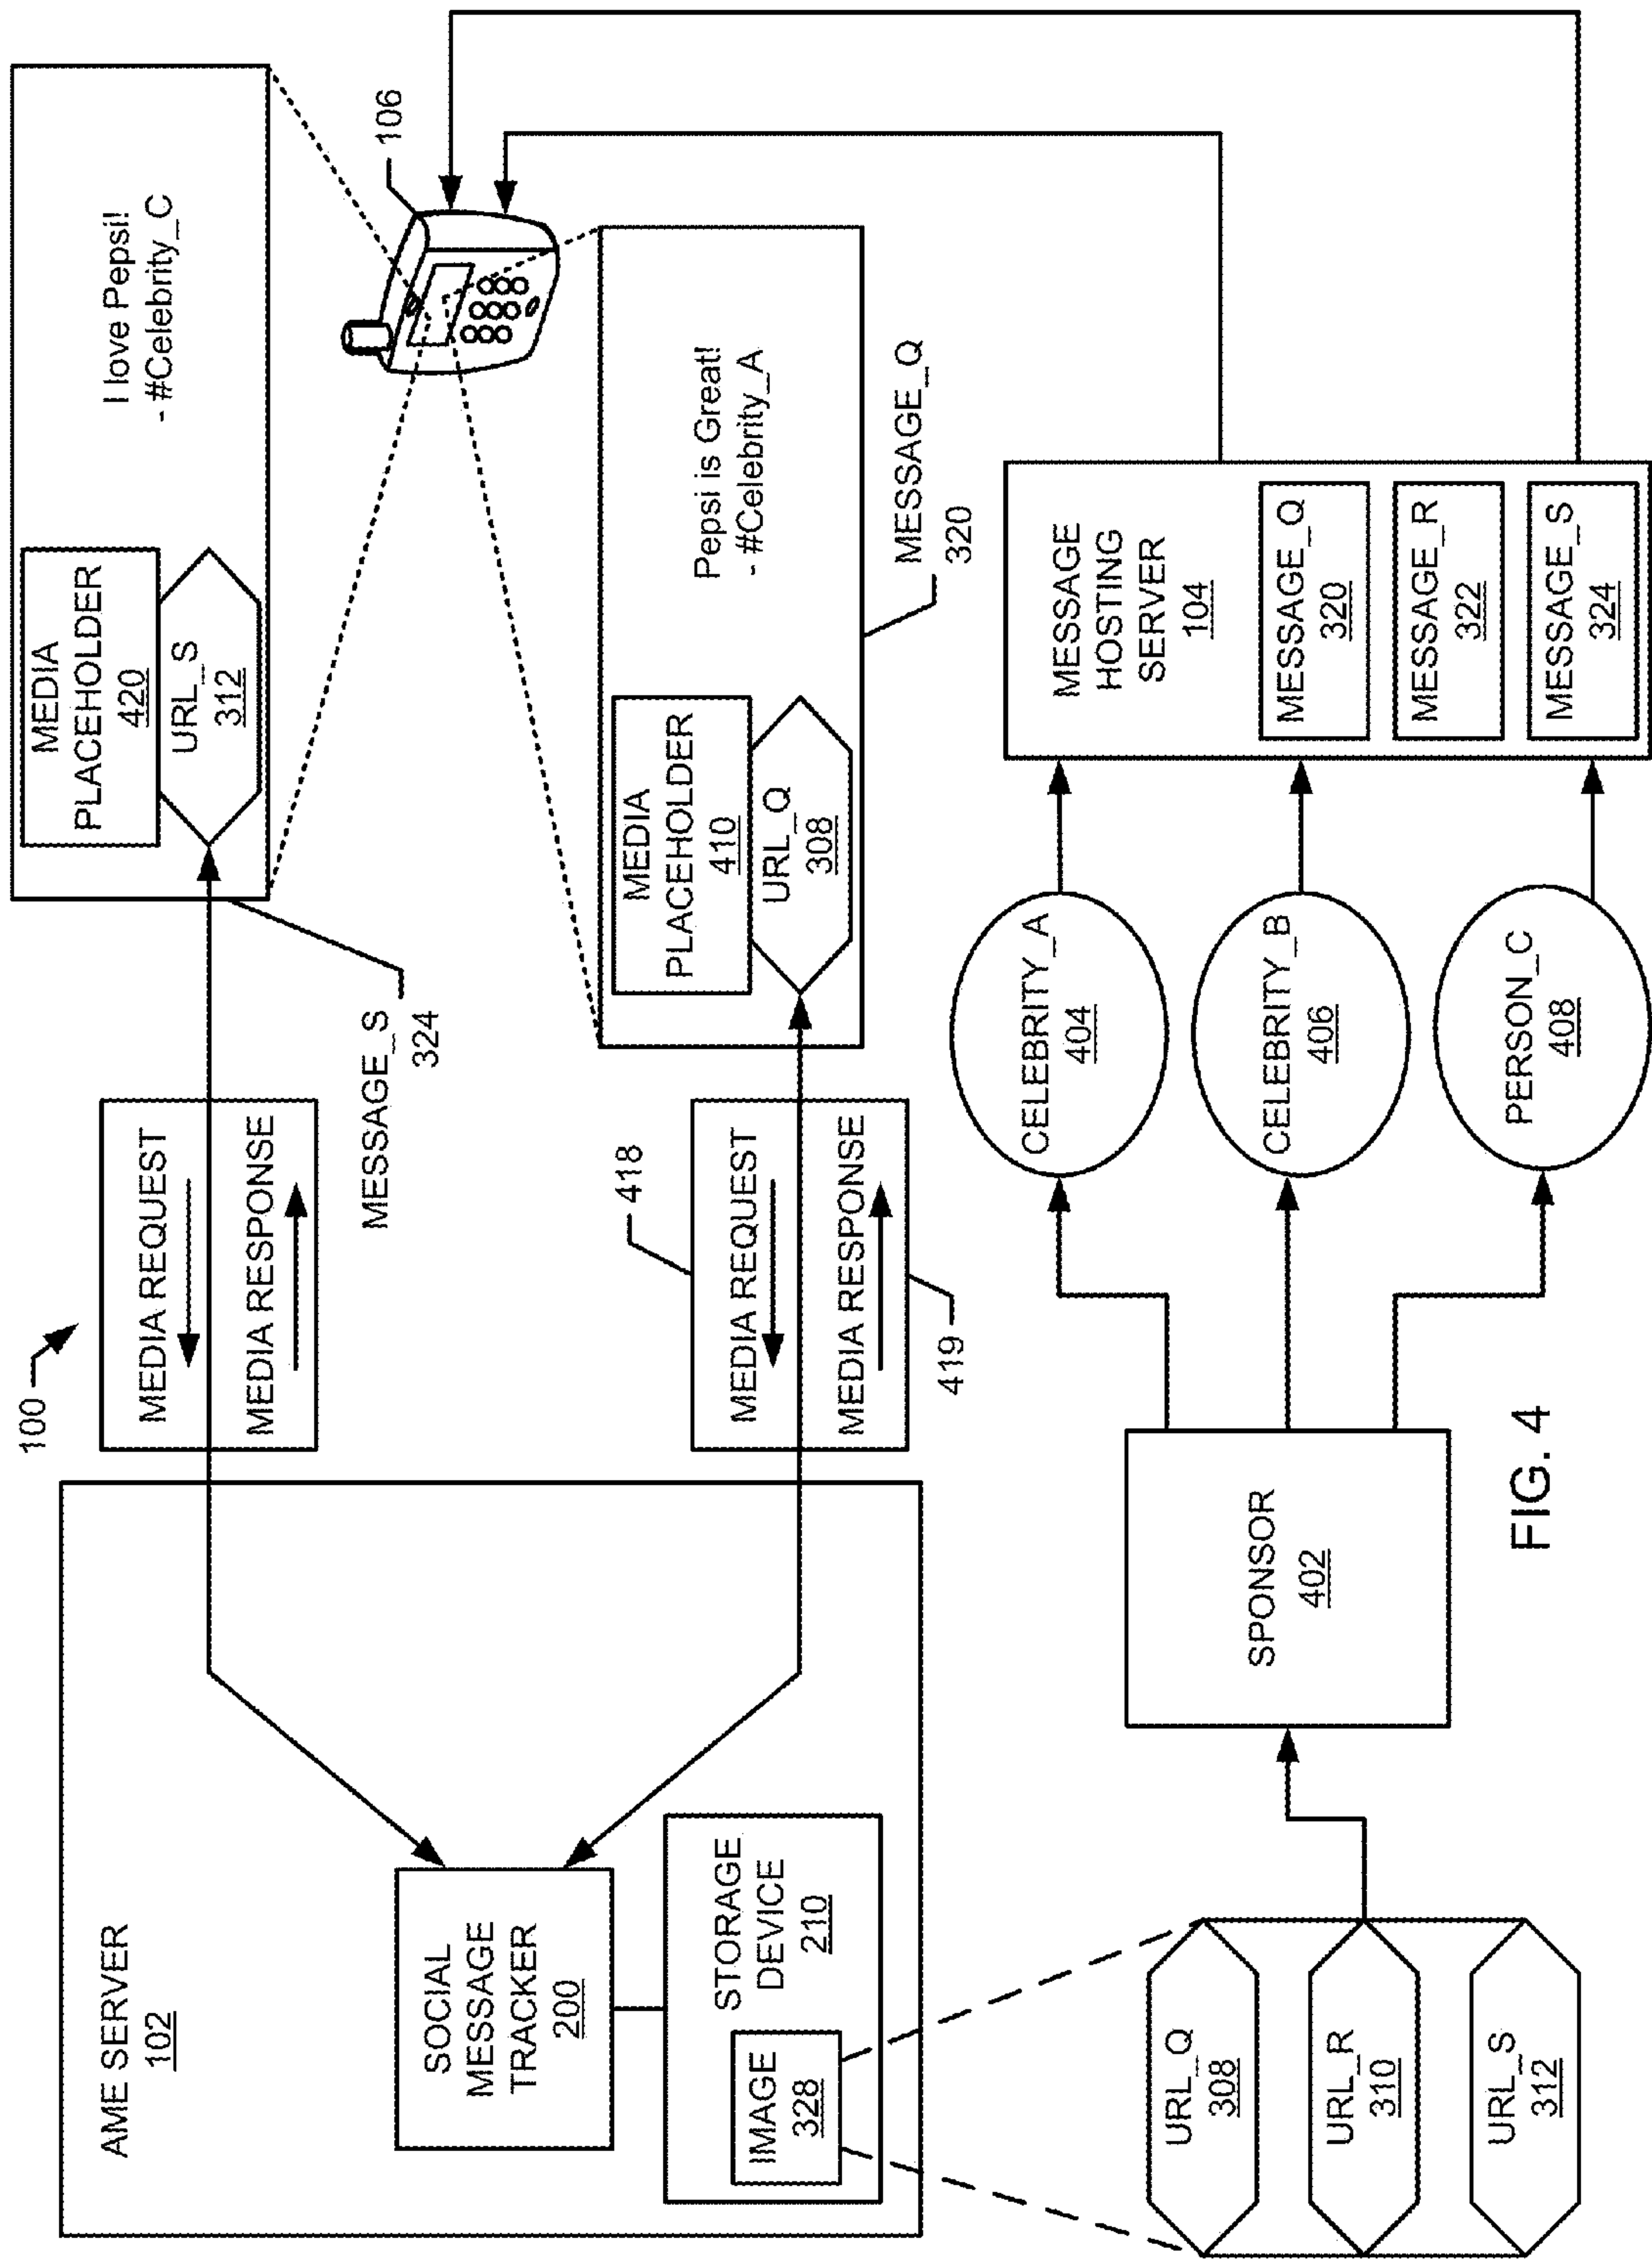 100
AME SERVER
102
SOCIAL
MESSAGE
TRACKER
200
STORAGE
DEVICE
210
IMAGE
328
MEDIA REQUEST
MEDIA RESPONSE
MESSAGE_S
324
MEDIA
PLACEHOLDER
420
URL_S
312
I love Pepsi!
- #Celebrity_C
106
418
MEDIA REQUEST
MEDIA RESPONSE
419
MEDIA
PLACEHOLDER
410
URL_Q
308
Pepsi is Great!
- #Celebrity_A
MESSAGE_Q
320
URL_Q
308
URL_R
310
URL_S
312
SPONSOR
402
CELEBRITY_A
404
CELEBRITY_B
406
PERSON_C
408
MESSAGE
HOSTING
SERVER
104
MESSAGE_Q
320
MESSAGE_R
322
MESSAGE_S
324
FIG. 4